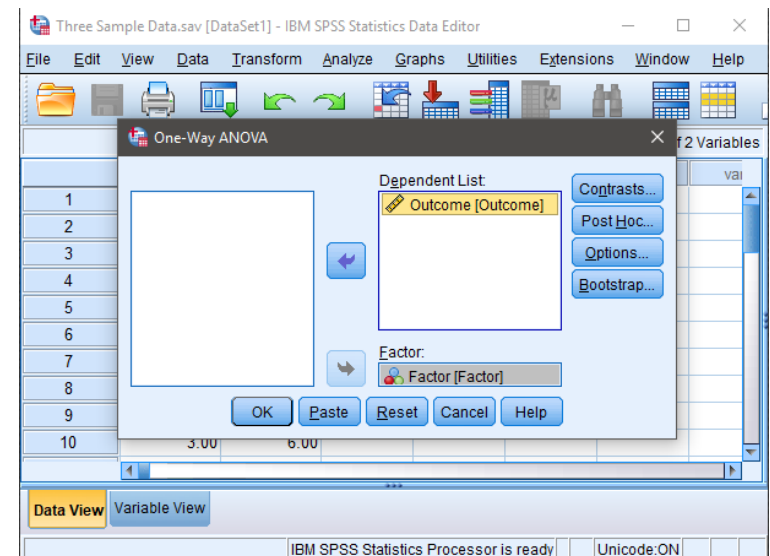 Three Sample Data.sav [DataSet1] - IBM SPSS Statistics Data Editor
File Edit View Data Transform Analyze Graphs Utilities Extensions Window Help
One-Way ANOVA
2 Variables
Dependent List:
Outcome [Outcome]
Contrasts...
Post Hoc...
Options...
Bootstrap...
Factor:
Factor [Factor]
OK Paste Reset Cancel Help
1
2
3
4
5
6
7
8
9
10 3.00 6.00
Data View Variable View
IBM SPSS Statistics Processor is ready Unicode:ON